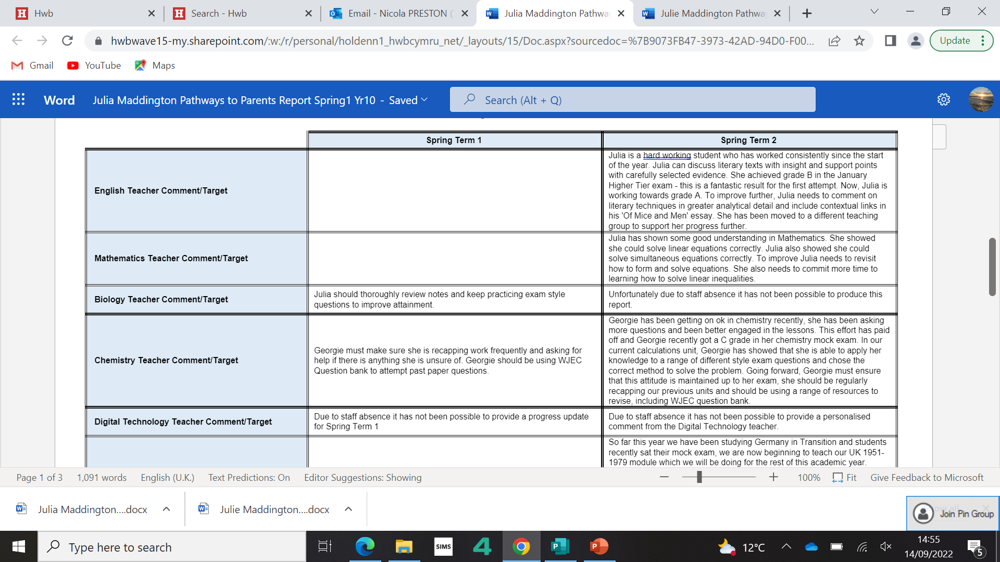 Hwb
Search - Hwb
Email - Nicola PRESTON (
Julia Maddington Pathwa
Julie Maddington Pathwa
hwbwave15-my.sharepoint.com/:w:/r/personal/holdenn1_hwbcymru_net/_layouts/15/Doc.aspx?sourcedoc=%7B9073FB47-3973-42AD-94D0-F00...
Update
Gmail
YouTube
Maps
Word
Julia Maddington Pathways to Parents Report Spring1 Yr10 - Saved
Search (Alt + Q)
Spring Term 1
Spring Term 2
English Teacher Comment/Target
Julia is a hard working student who has worked consistently since the start
of the year. Julia can discuss literary texts with insight and support points
with carefully selected evidence. She achieved grade B in the January
Higher Tier exam - this is a fantastic result for the first attempt. Now, Julia is
working towards grade A. To improve further, Julia needs to comment on
literary techniques in greater analytical detail and include contextual links in
his 'Of Mice and Men' essay. She has been moved to a different teaching
group to support her progress further.
Mathematics Teacher Comment/Target
Julia has shown some good understanding in Mathematics. She showed
she could solve linear equations correctly. Julia also showed she could
solve simultaneous equations correctly. To improve Julia needs to revisit
how to form and solve equations. She also needs to commit more time to
learning how to solve linear inequalities.
Biology Teacher Comment/Target
Julia should thoroughly review notes and keep practicing exam style
questions to improve attainment.
Unfortunately due to staff absence it has not been possible to produce this
report.
Chemistry Teacher Comment/Target
Georgie must make sure she is recapping work frequently and asking for
help if there is anything she is unsure of. Georgie should be using WJEC
Question bank to attempt past paper questions.
Georgie has been getting on ok in chemistry recently, she has been asking
more questions and been better engaged in the lessons. This effort has paid
off and Georgie recently got a C grade in her chemistry mock exam. In our
current calculations unit, Georgie has showed that she is able to apply her
knowledge to a range of different style exam questions and chose the
correct method to solve the problem. Going forward, Georgie must ensure
that this attitude is maintained up to her exam, she should be regularly
recapping our previous units and should be using a range of resources to
revise, including WJEC question bank.
Digital Technology Teacher Comment/Target
Due to staff absence it has not been possible to provide a progress update
for Spring Term 1
Due to staff absence it has not been possible to provide a personalised
comment from the Digital Technology teacher.
So far this year we have been studying Germany in Transition and students
recently sat their mock exam, we are now beginning to teach our UK 1951-
1979 module which we will be doing for the rest of this academic year.
Page 1 of 3
1,091 words
English (U.K.)
Text Predictions: On
Editor Suggestions: Showing
100%
Fit
Give Feedback to Microsoft
Julia Maddington....docx
Julie Maddington....docx
Join Pin Group
Type here to search
SIMS
12°C
14:55
14/09/2022
5